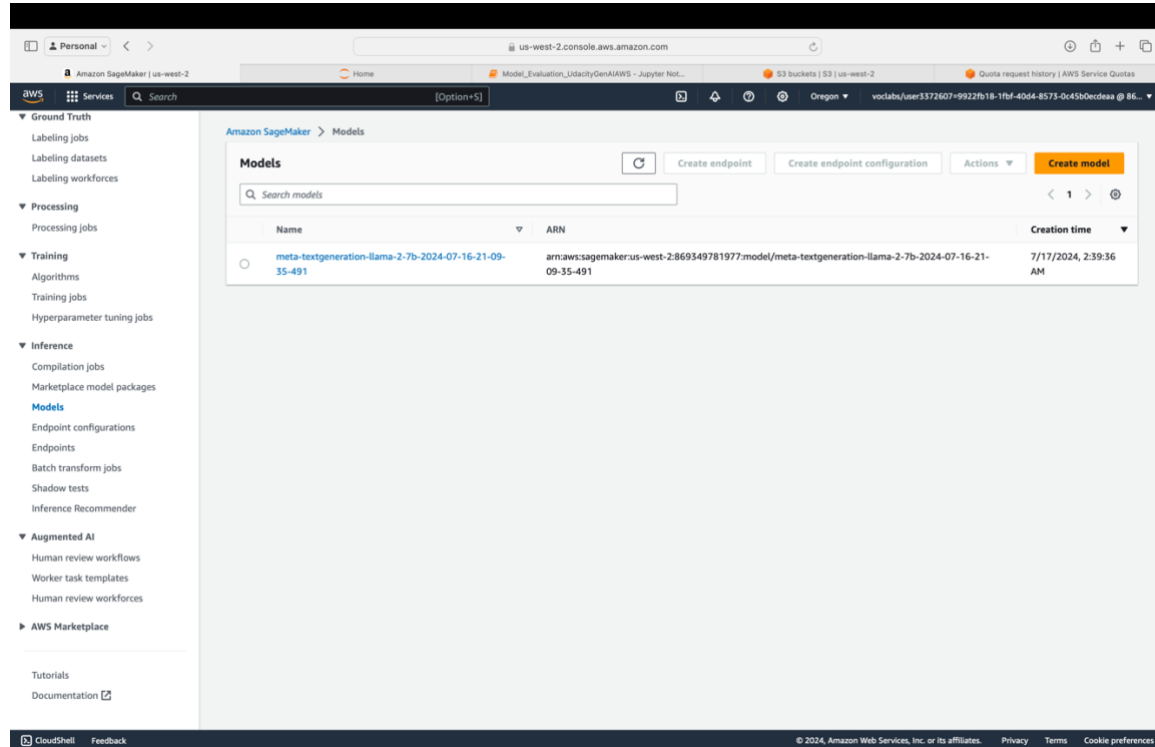 Personal
us-west-2.console.aws.amazon.com
a Amazon SageMaker | us-west-2
Home
Model_Evaluation_UdacityGenAIAWS - Jupyter Not...
S3 buckets | S3 | us-west-2
Quota request history | AWS Service Quotas
aws
Services
Search
[Option+S]
Oregon
voclabs/user3372607=9922fb18-1fbf-40d4-8573-0c45b0ecdeaa @ 86...
Ground Truth
Labeling jobs
Labeling datasets
Labeling workforces
Processing
Processing jobs
Training
Algorithms
Training jobs
Hyperparameter tuning jobs
Inference
Compilation jobs
Marketplace model packages
Models
Endpoint configurations
Endpoints
Batch transform jobs
Shadow tests
Inference Recommender
Augmented AI
Human review workflows
Worker task templates
Human review workforces
AWS Marketplace
Tutorials
Documentation
Amazon SageMaker > Models
Models
Create endpoint
Create endpoint configuration
Actions
Create model
Search models
< 1 >
Name
ARN
Creation time
meta-textgeneration-llama-2-7b-2024-07-16-21-09-
35-491
arn:aws:sagemaker:us-west-2:869349781977:model/meta-textgeneration-llama-2-7b-2024-07-16-21-
09-35-491
7/17/2024, 2:39:36
AM
CloudShell
Feedback
© 2024, Amazon Web Services, Inc. or its affiliates.
Privacy
Terms
Cookie preferences